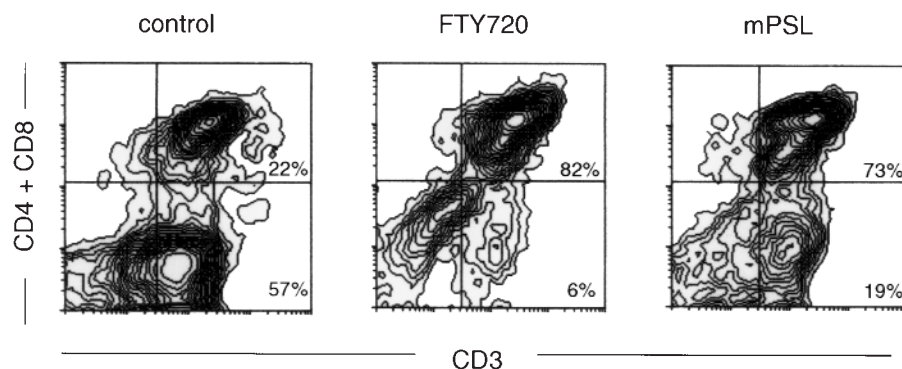 control
FTY720
mPSL
CD4 + CD8
22%
82%
73%
57%
6%
19%
CD3